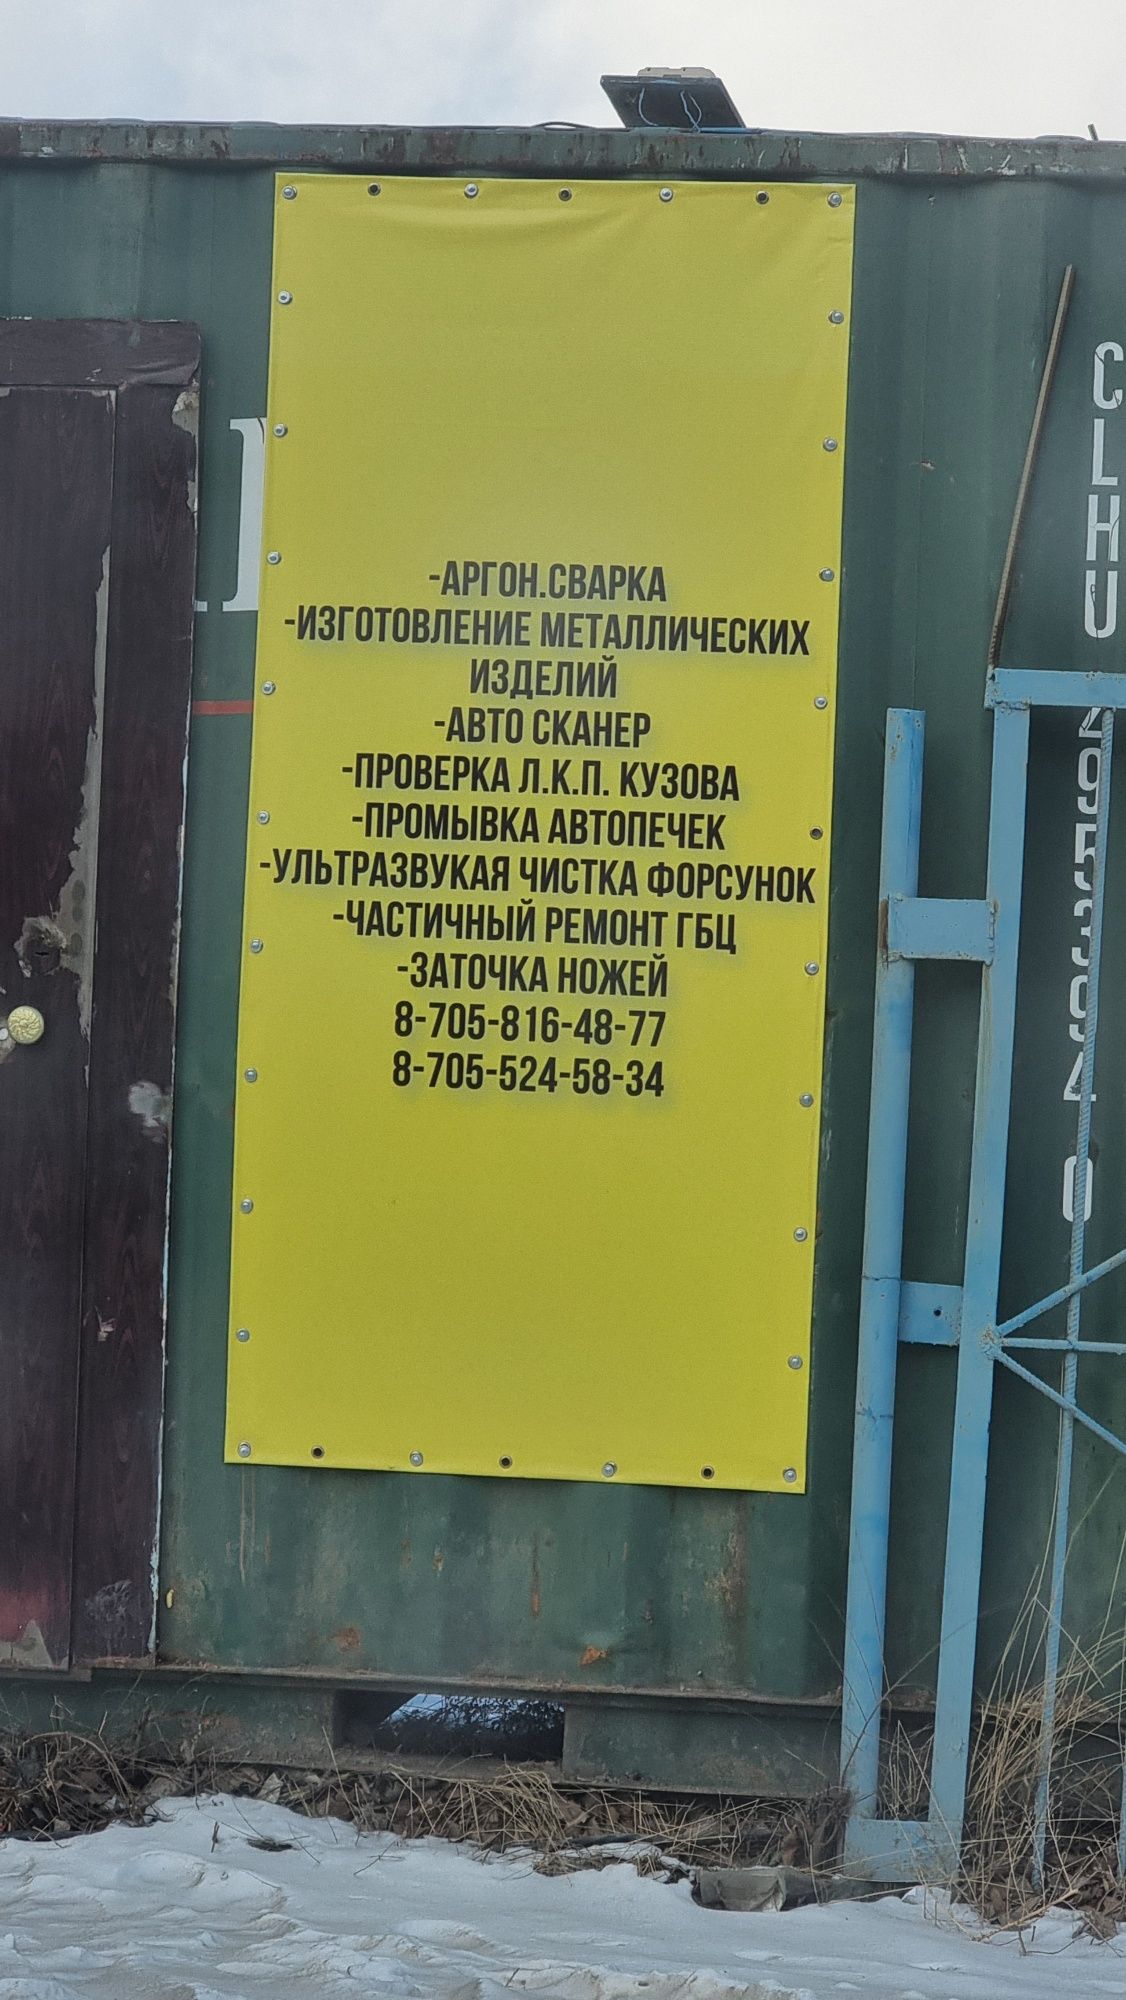 -АРГОН.СВАРКА
-ИЗГОТОВЛЕНИЕ МЕТАЛЛИЧЕСКИХ
ИЗДЕЛИЙ
-АВТО СКАНЕР
-ПРОВЕРКА Л.К.П. КУЗОВА
-ПРОМЫВКА АВТОПЕЧЕК
-УЛЬТРАЗВУКАЯ ЧИСТКА ФОРСУНОК
-ЧАСТИЧНЫЙ РЕМОНТ ГБЦ
-ЗАТОЧКА НОЖЕЙ
8-705-816-48-77
8-705-524-58-34
CLHU